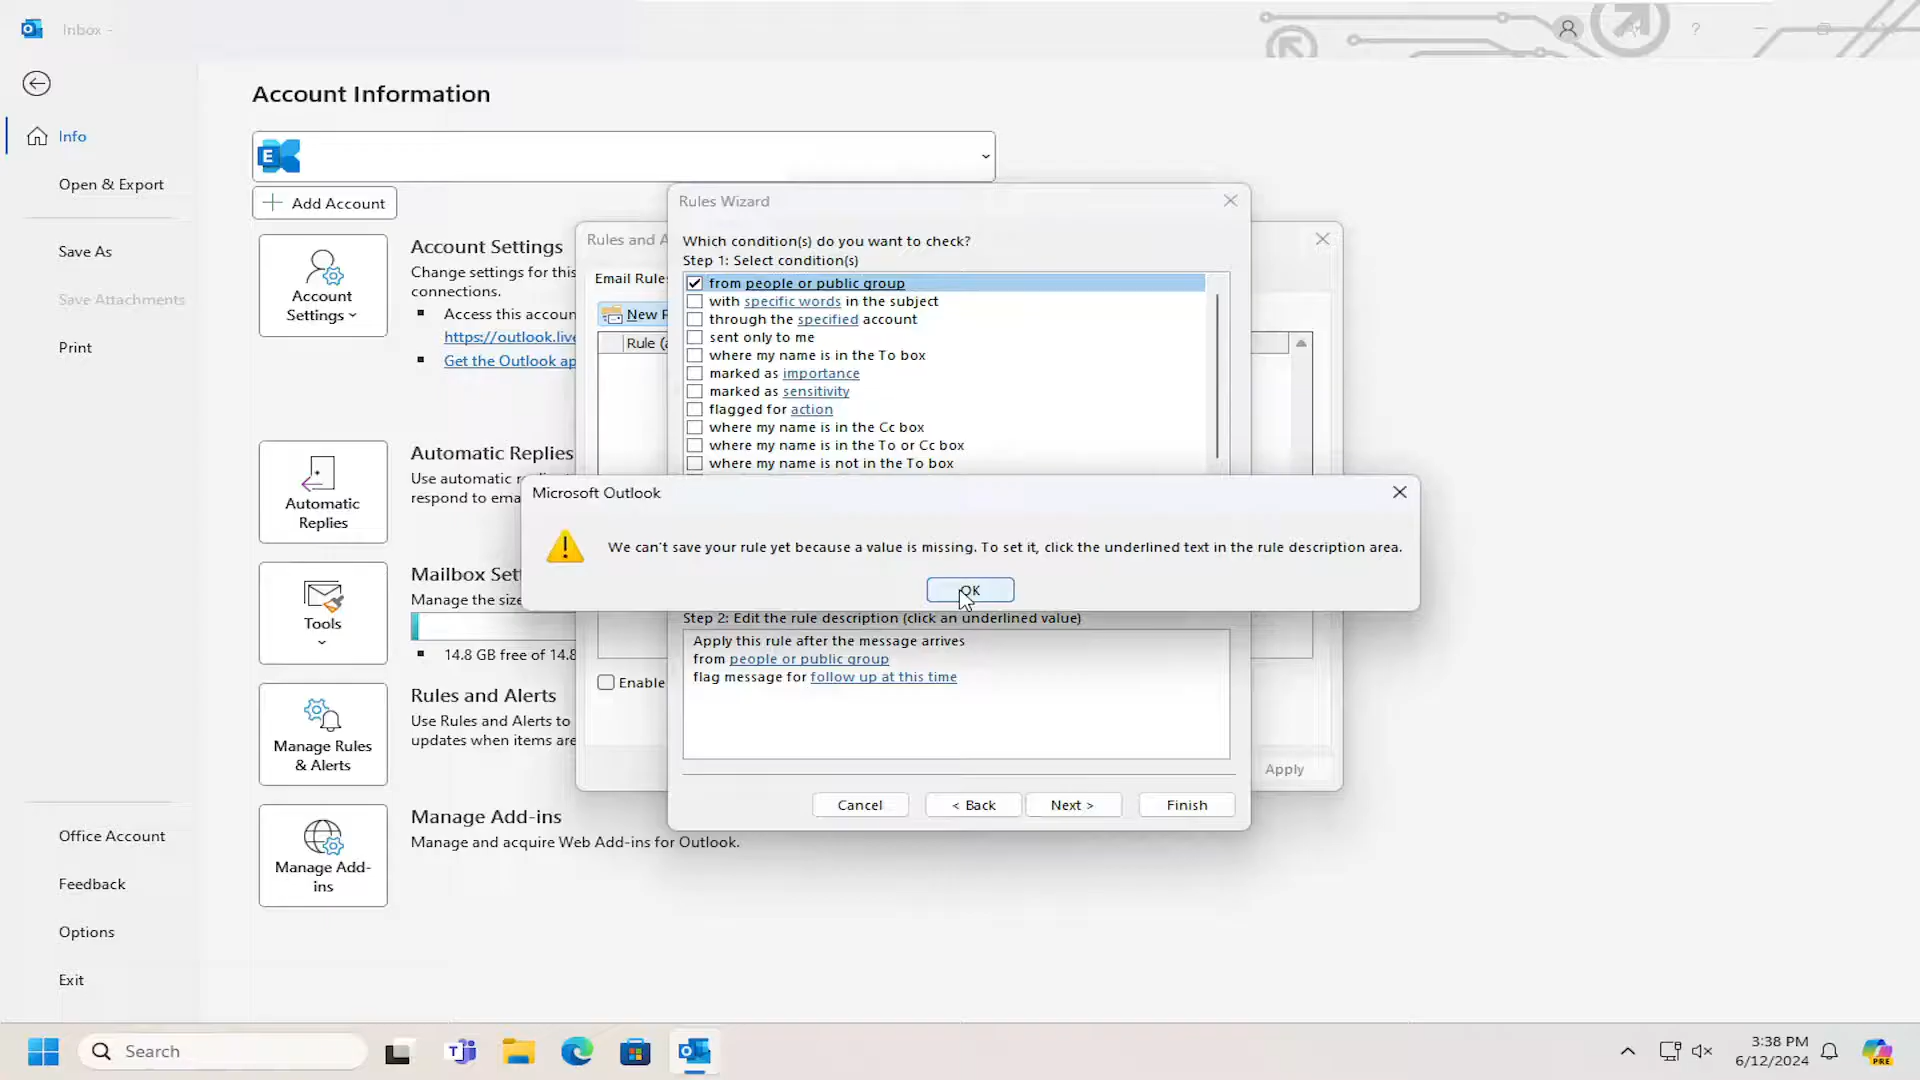 Inbox -
Account Information
Info
Open & Export
Add Account
Save As
Save Attachments
Print
Office Account
Feedback
Options
Exit
Account Settings
Account Settings
Change settings for this
connections.
Access this accoun
https://outlook.live
Get the Outlook ap
Automatic Replies
Automatic Replies
Use automatic
respond to ema
Tools
Mailbox Set
Manage the size
14.8 GB free of 14.8
Manage Rules
& Alerts
Rules and Alerts
Use Rules and Alerts to
updates when items are
Manage Add-
ins
Manage Add-ins
Manage and acquire Web Add-ins for Outlook.
Rules and A
Email Rules
New R
Rule (a
Enable
Apply
Rules Wizard
Which condition(s) do you want to check?
Step 1: Select condition(s)
from people or public group
with specific words in the subject
through the specified account
sent only to me
where my name is in the To box
marked as importance
marked as sensitivity
flagged for action
where my name is in the Cc box
where my name is in the To or Cc box
where my name is not in the To box
Microsoft Outlook
We can't save your rule yet because a value is missing. To set it, click the underlined text in the rule description area.
OK
Step 2: Edit the rule description (click an underlined value)
Apply this rule after the message arrives
from people or public group
flag message for follow up at this time
Cancel
< Back
Next >
Finish
Search
3:38 PM
6/12/2024
PRE